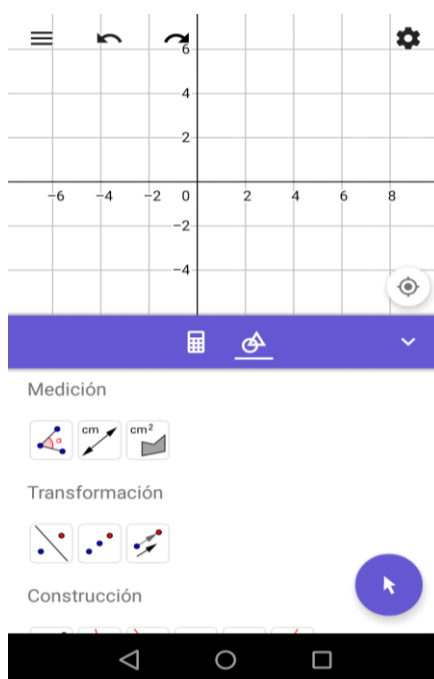 6
4
2
−6 −4 −2 0 2 4 6 8
−2
−4
Medición
α cm cm²
Transformación
Construcción